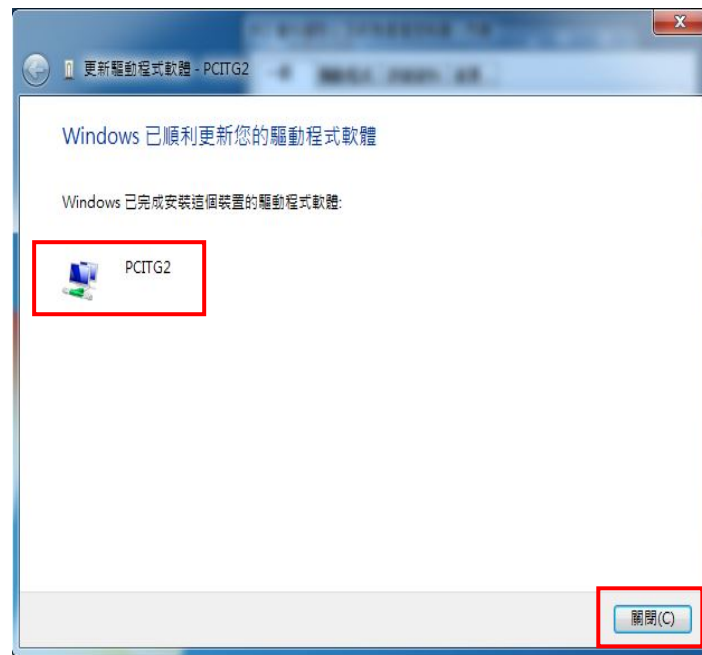 更新驅動程式軟體 - PCITG2
Windows 已順利更新您的驅動程式軟體
Windows 已完成安裝這個裝置的驅動程式軟體:
PCITG2
關閉(C)